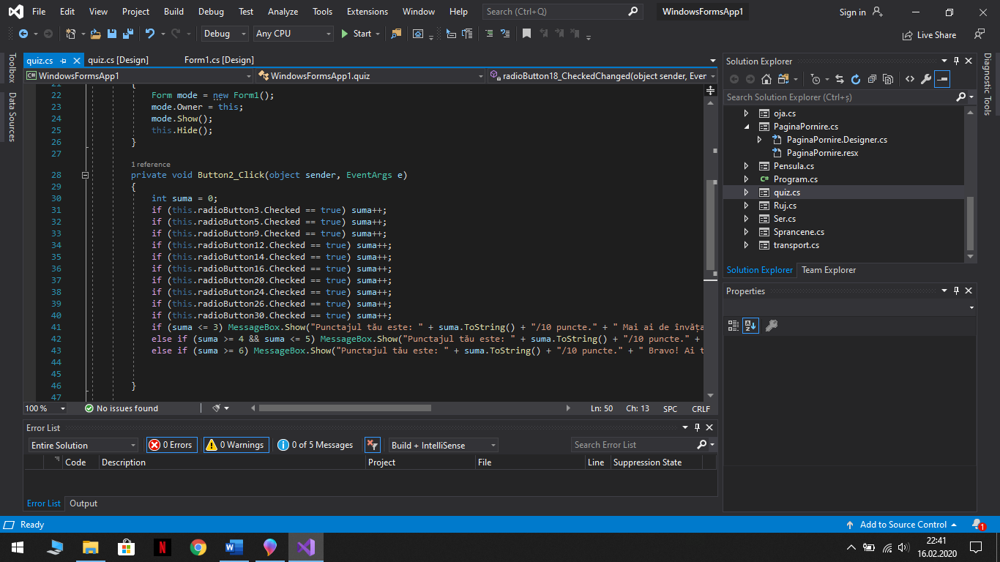 File Edit View Project Build Debug Test Analyze Tools Extensions Window Help Search (Ctrl+Q) WindowsFormsApp1 Sign in
Debug Any CPU Start Live Share
Toolbox
Data Sources
quiz.cs quiz.cs [Design] Form1.cs [Design]
WindowsFormsApp1 WindowsFormsApp1.quiz radioButton18_CheckedChanged(object sender, Even
21 {
22 Form mode = new Form1();
23 mode.Owner = this;
24 mode.Show();
25 this.Hide();
26 }
27
1 reference
28 private void Button2_Click(object sender, EventArgs e)
29 {
30 int suma = 0;
31 if (this.radioButton3.Checked == true) suma++;
32 if (this.radioButton5.Checked == true) suma++;
33 if (this.radioButton9.Checked == true) suma++;
34 if (this.radioButton12.Checked == true) suma++;
35 if (this.radioButton14.Checked == true) suma++;
36 if (this.radioButton16.Checked == true) suma++;
37 if (this.radioButton20.Checked == true) suma++;
38 if (this.radioButton24.Checked == true) suma++;
39 if (this.radioButton26.Checked == true) suma++;
40 if (this.radioButton30.Checked == true) suma++;
41 if (suma <= 3) MessageBox.Show("Punctajul tău este: " + suma.ToString() + "/10 puncte." + " Mai ai de învăța
42 else if (suma >= 4 && suma <= 5) MessageBox.Show("Punctajul tău este: " + suma.ToString() + "/10 puncte." +
43 else if (suma >= 6) MessageBox.Show("Punctajul tău este: " + suma.ToString() + "/10 puncte." + " Bravo! Ai t
44
45
46 }
47
100 % No issues found Ln: 50 Ch: 13 SPC CRLF
Error List
Entire Solution 0 Errors 0 Warnings 0 of 5 Messages Build + IntelliSense Search Error List
Code Description Project File Line Suppression State
Error List Output
Solution Explorer
Search Solution Explorer (Ctrl+ș)
oja.cs
PaginaPornire.cs
PaginaPornire.Designer.cs
PaginaPornire.resx
Pensula.cs
C# Program.cs
quiz.cs
Ruj.cs
Ser.cs
Sprancene.cs
transport.cs
Solution Explorer Team Explorer
Properties
Diagnostic Tools
Ready Add to Source Control 1
22:41
16.02.2020